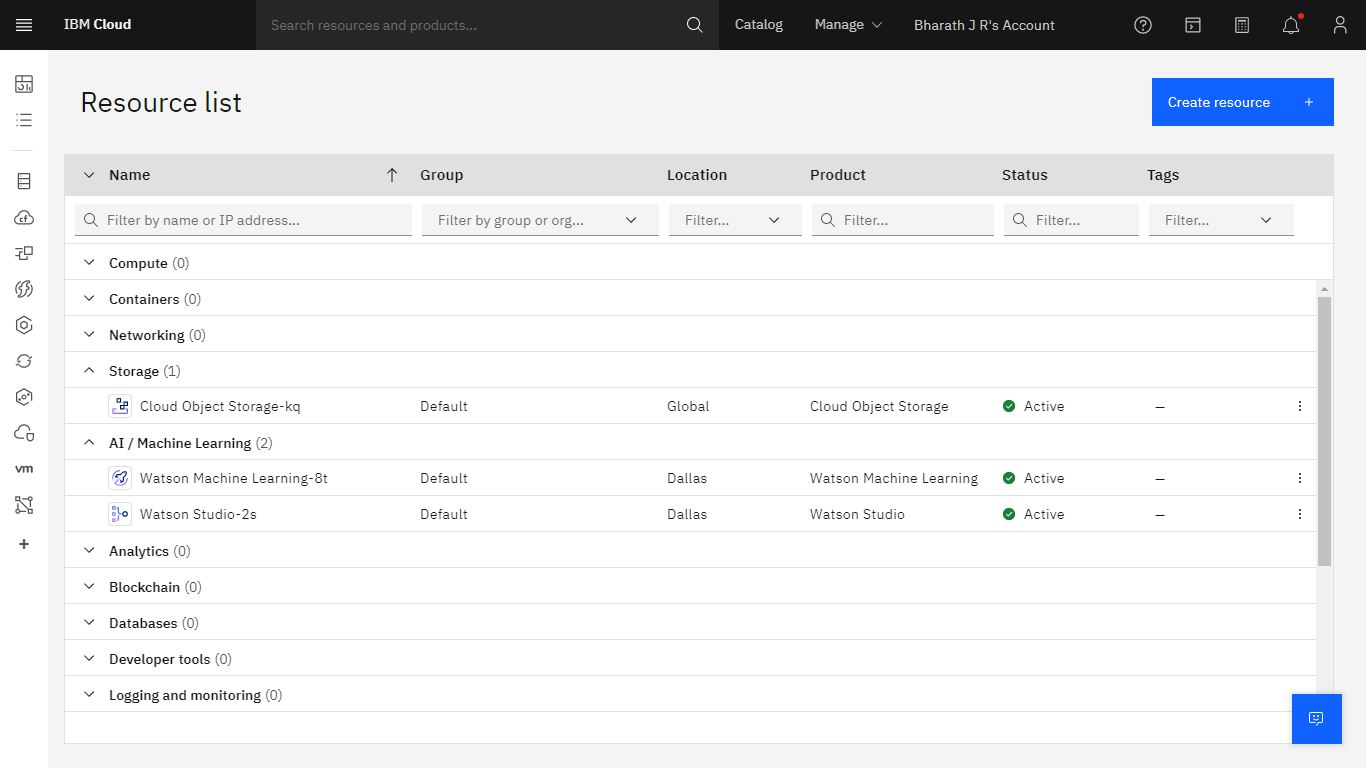 IBM Cloud
Search resources and products...
Catalog
Manage
Bharath J R's Account
Resource list
Create resource +
Name Group Location Product Status Tags
Filter by name or IP address... Filter by group or org... Filter... Filter... Filter... Filter...
Compute (0)
Containers (0)
Networking (0)
Storage (1)
Cloud Object Storage-kq Default Global Cloud Object Storage Active –
AI / Machine Learning (2)
Watson Machine Learning-8t Default Dallas Watson Machine Learning Active –
Watson Studio-2s Default Dallas Watson Studio Active –
Analytics (0)
Blockchain (0)
Databases (0)
Developer tools (0)
Logging and monitoring (0)
cf
vm